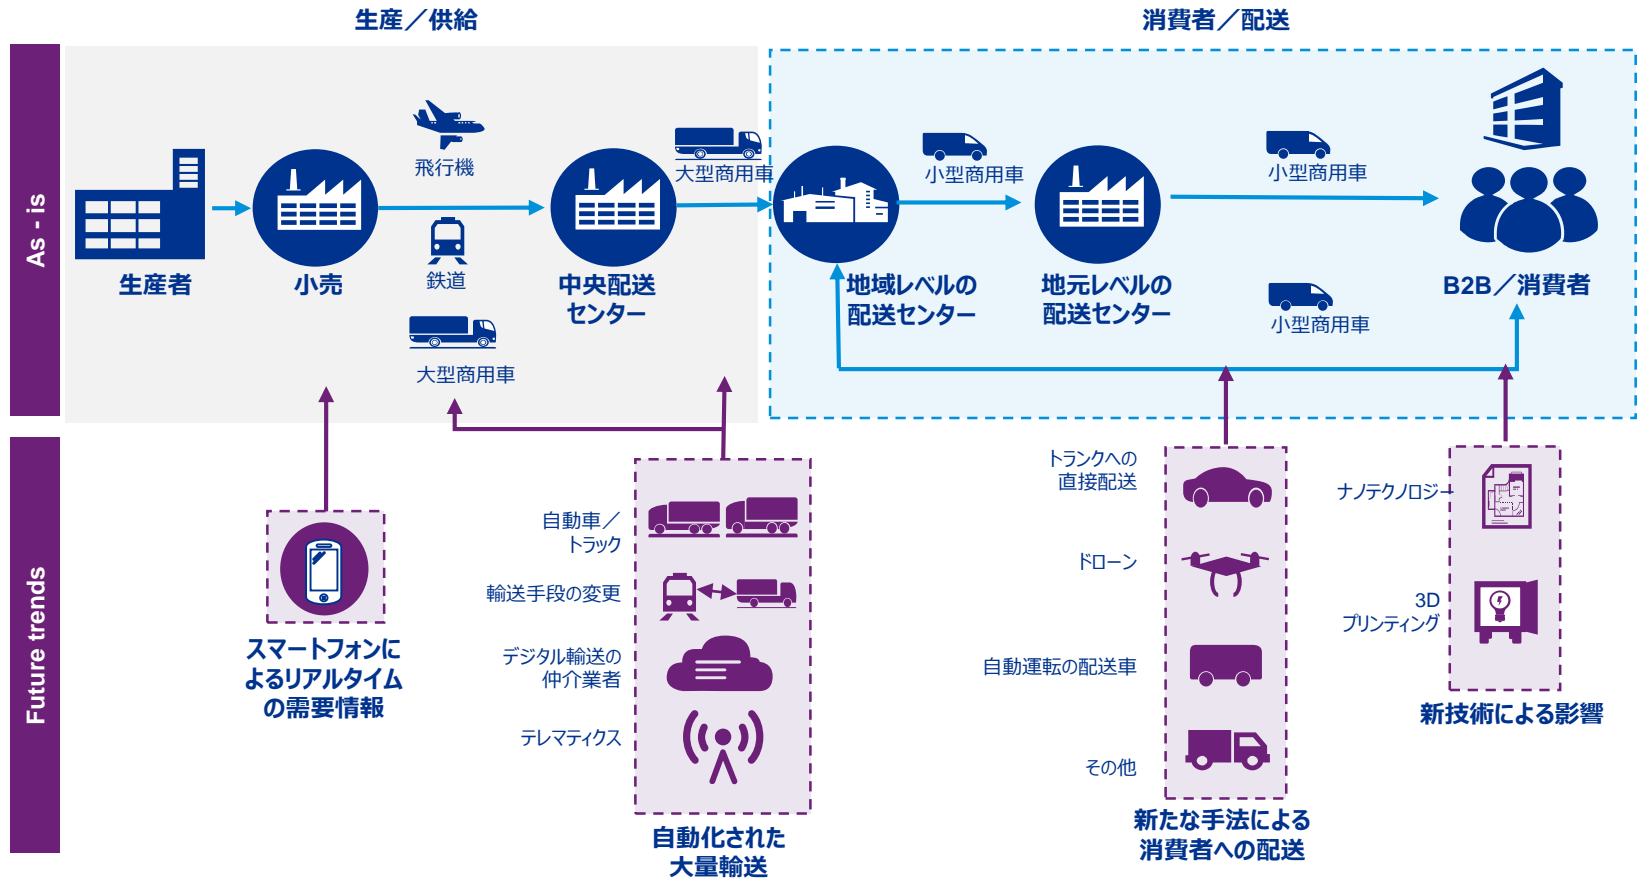 生産／供給
消費者／配送
As - is
飛行機
大型商用車
小型商用車
小型商用車
生産者
小売
鉄道
中央配送
センター
地域レベルの
配送センター
地元レベルの
配送センター
B2B／消費者
小型商用車
大型商用車
Future trends
スマートフォンに
よるリアルタイム
の需要情報
自動車／
トラック
輸送手段の変更
デジタル輸送の
仲介業者
テレマティクス
自動化された
大量輸送
トランクへの
直接配送
ドローン
自動運転の配送車
その他
新たな手法による
消費者への配送
ナノテクノロジー
3D
プリンティング
新技術による影響